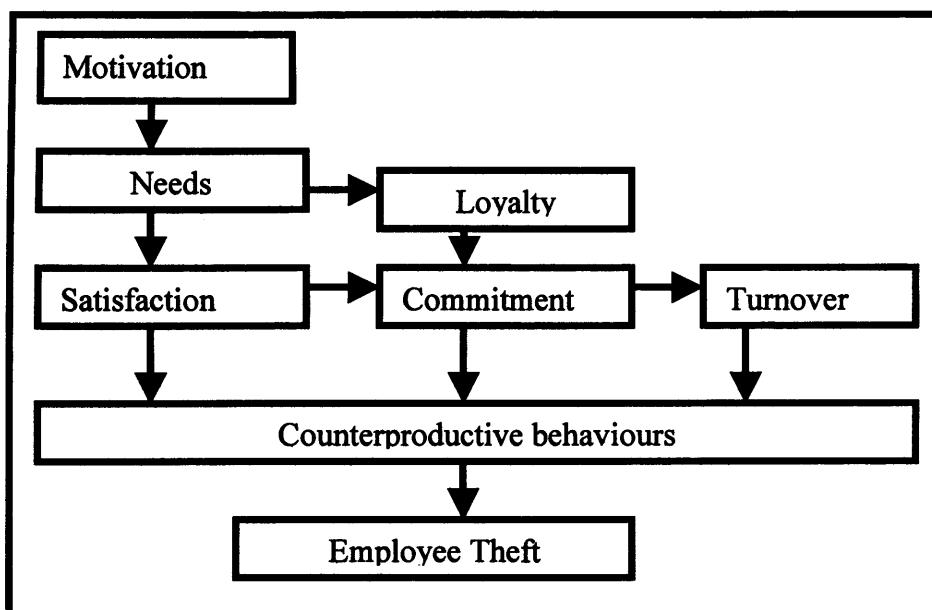 Motivation
Needs
Loyalty
Satisfaction
Commitment
Turnover
Counterproductive behaviours
Employee Theft